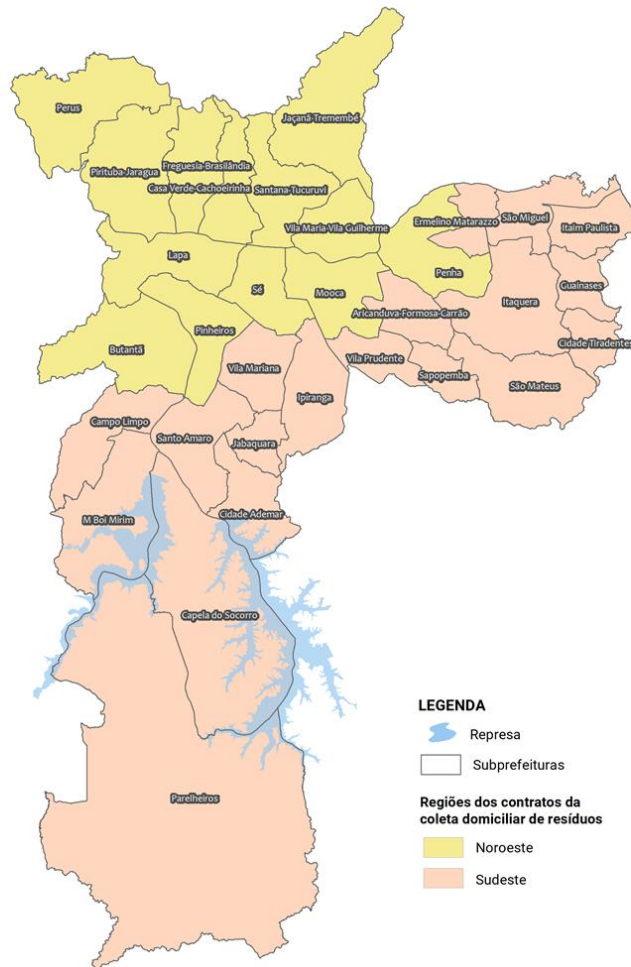 Perus
Jaçanã-Tremembé
Pirituba-Jaragua
Freguesia-Brasilândia
Casa Verde-Cachoeirinha
Santana-Tucuruvi
Vila Maria-Vila Guilherme
Ermelino Matarazzo
São Miguel
Itaim Paulista
Lapa
Sé
Mooca
Penha
Itaquera
Guaianases
Aricanduva-Formosa-Carrão
Cidade Tiradentes
Butantã
Pinheiros
Vila Mariana
Vila Prudente
Sapopemba
São Mateus
Ipiranga
Campo Limpo
Santo Amaro
Jabaquara
M Boi Mirim
Cidade Ademar
Capela do Socorro
Parelheiros
LEGENDA
Represa
Subprefeituras
Regiões dos contratos da
coleta domiciliar de resíduos
Noroeste
Sudeste